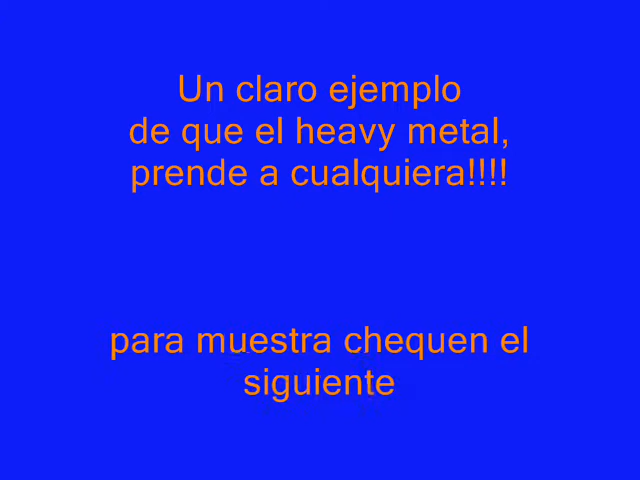 Un claro ejemplo
de que el heavy metal,
prende a cualquiera!!!!
para muestra chequen el
siguiente